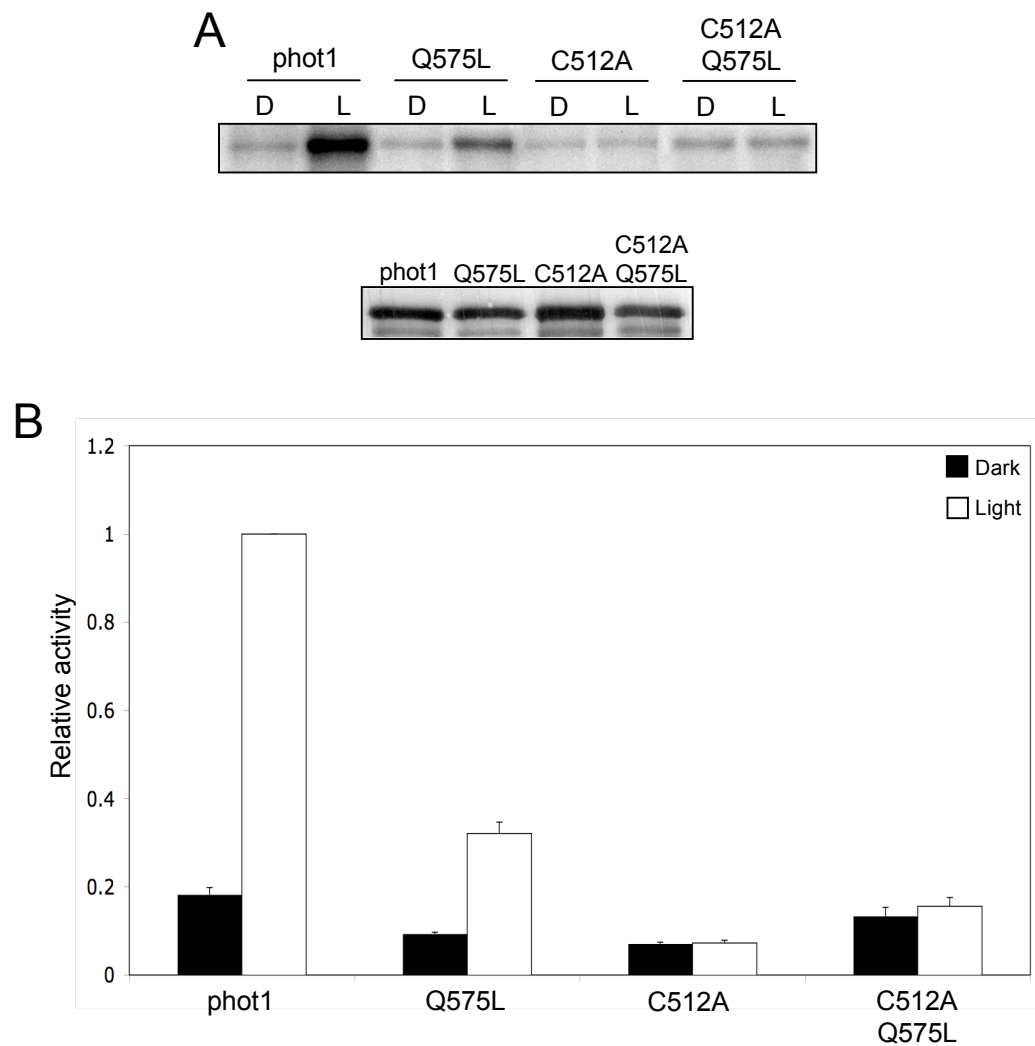 A
phot1 Q575L C512A C512A
Q575L
D L D L D L D L
phot1 Q575L C512A C512A
Q575L
B
1.2
1
0.8
0.6
0.4
0.2
0
Relative activity
Dark
Light
phot1 Q575L C512A C512A
Q575L